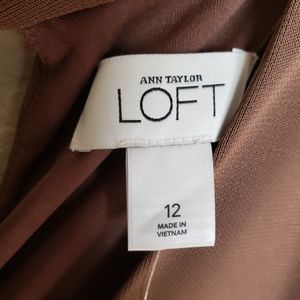 ANN TAYLOR
LOFT
12
MADE IN
VIETNAM